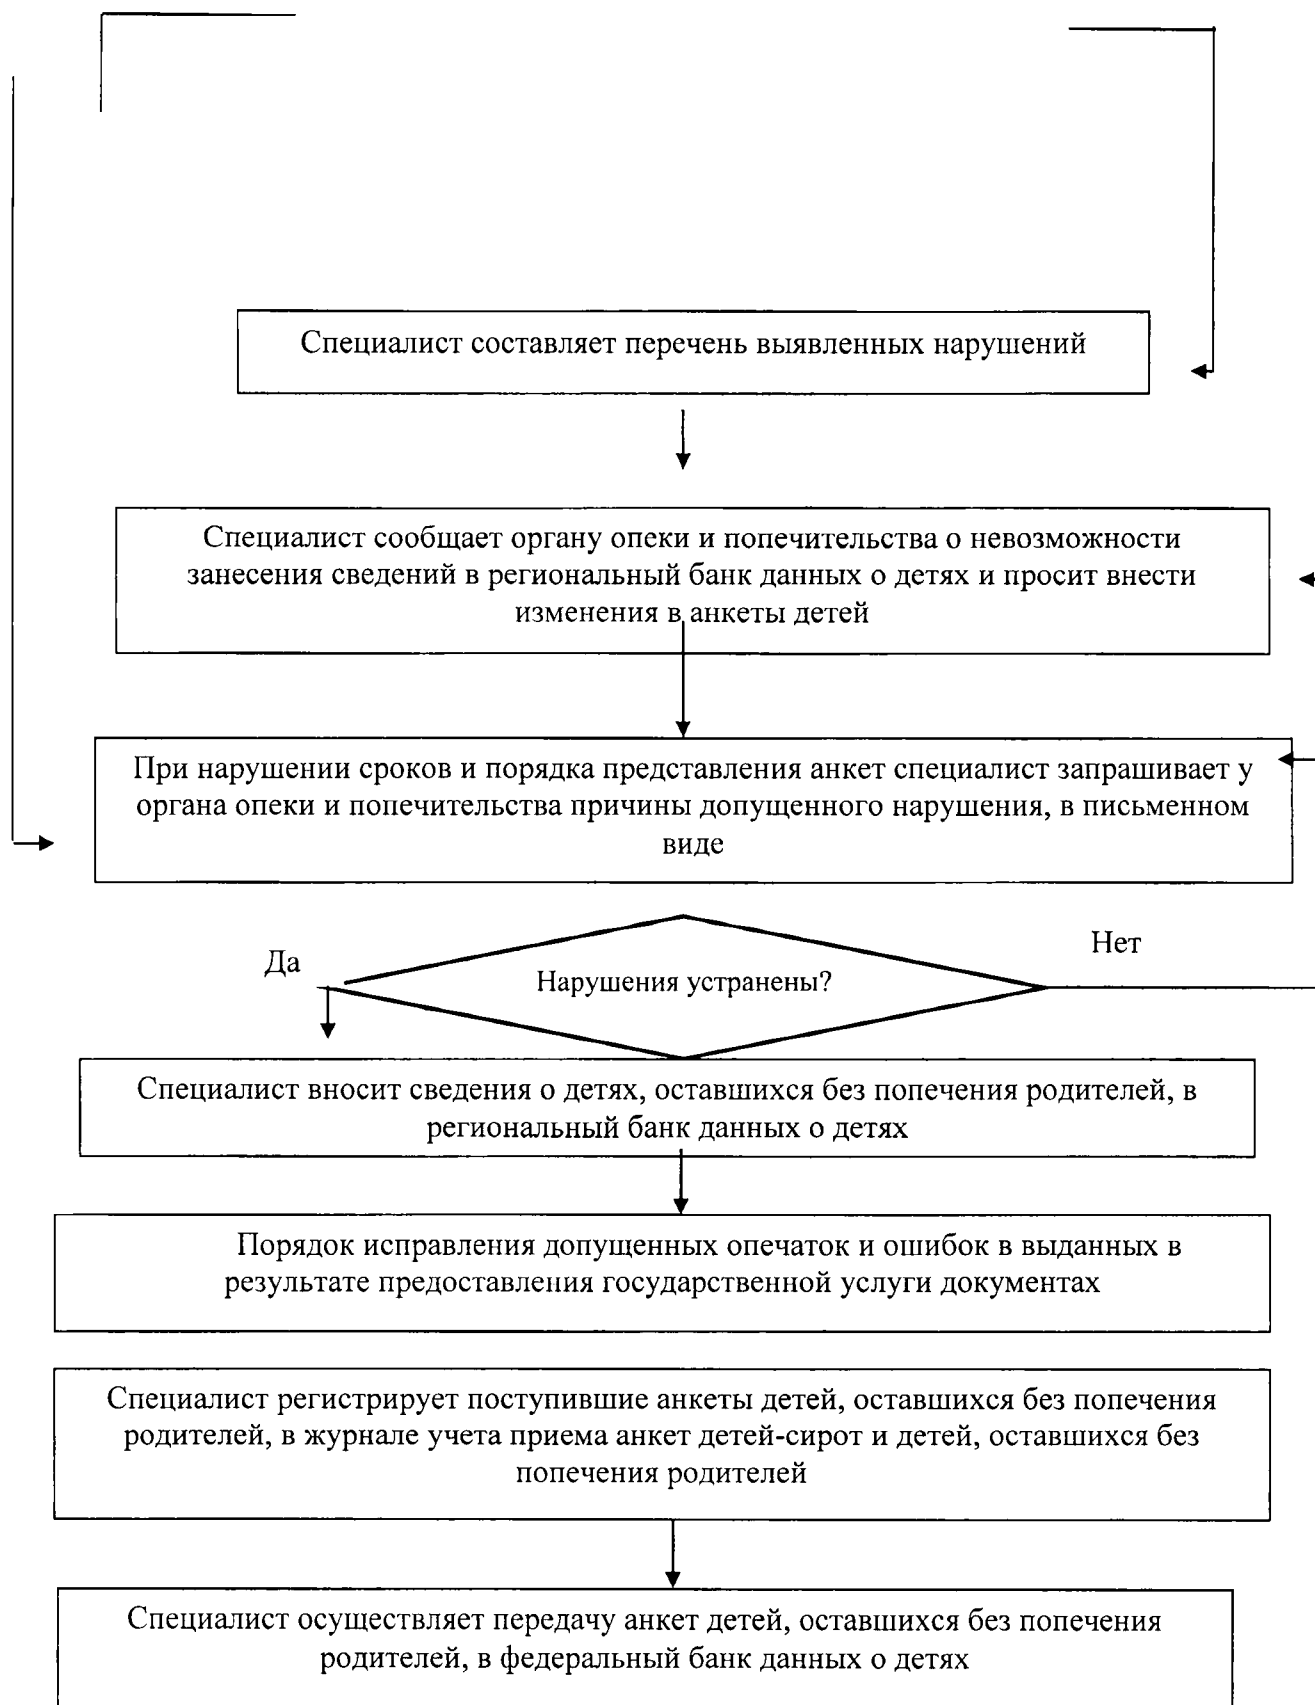 Специалист составляет перечень выявленных нарушений
Специалист сообщает органу опеки и попечительства о невозможности
занесения сведений в региональный банк данных о детях и просит внести
изменения в анкеты детей
При нарушении сроков и порядка представления анкет специалист запрашивает у
органа опеки и попечительства причины допущенного нарушения, в письменном
виде
Да
Нет
Нарушения устранены?
Специалист вносит сведения о детях, оставшихся без попечения родителей, в
региональный банк данных о детях
Порядок исправления допущенных опечаток и ошибок в выданных в
результате предоставления государственной услуги документах
Специалист регистрирует поступившие анкеты детей, оставшихся без попечения
родителей, в журнале учета приема анкет детей-сирот и детей, оставшихся без
попечения родителей
Специалист осуществляет передачу анкет детей, оставшихся без попечения
родителей, в федеральный банк данных о детях